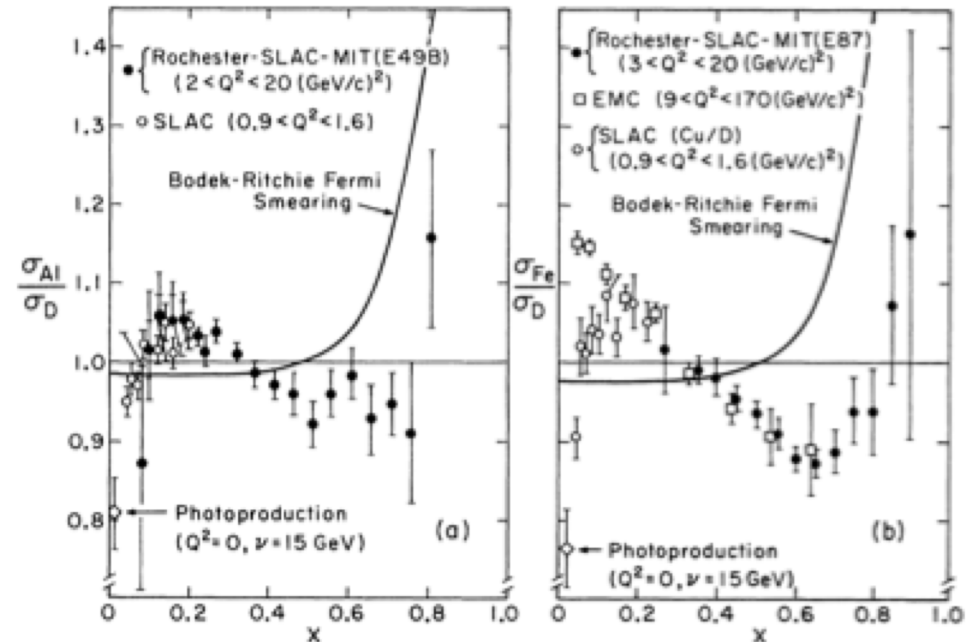 1.4
1.3
1.2
1.1
1.0
0.9
0.8
σAl
σD
Rochester-SLAC-MIT(E49B)
(2<Q²<20(GeV/c)²)
SLAC (0.9<Q²<1.6)
Bodek-Ritchie Fermi
Smearing
Photoproduction
(Q²=0, ν=15 GeV)
(a)
0 0.2 0.4 0.6 0.8 1.0
X
σFe
σD
Rochester-SLAC-MIT(E87)
(3<Q²<20(GeV/c)²)
EMC (9<Q²<170(GeV/c)²)
SLAC (Cu/D)
(0.9<Q²<1.6(GeV/c)²)
Bodek-Ritchie Fermi
Smearing
Photoproduction
(Q²=0, ν=15GeV)
(b)
0 0.2 0.4 0.6 0.8 1.0
X